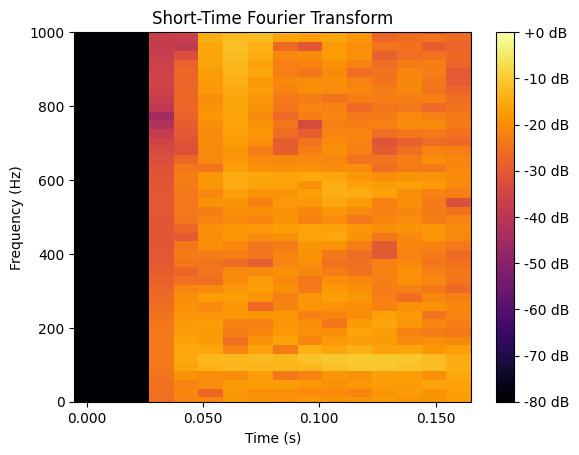 Short-Time Fourier Transform
1000
800
600
400
200
0
Frequency (Hz)
0.000
0.050
0.100
0.150
Time (s)
+0 dB
-10 dB
-20 dB
-30 dB
-40 dB
-50 dB
-60 dB
-70 dB
-80 dB